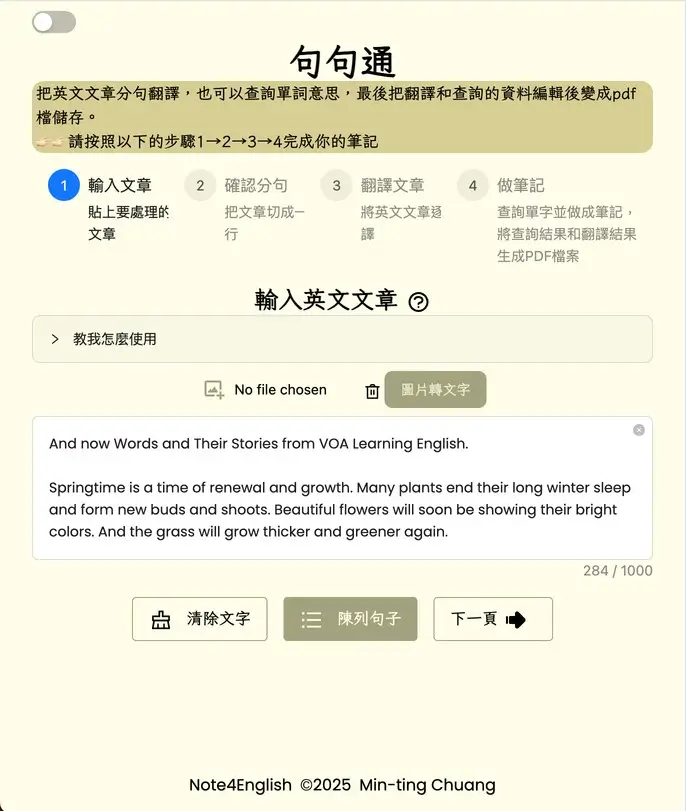 句句通
把英文文章分句翻譯，也可以查詢單詞意思，最後把翻譯和查詢的資料編輯後變成pdf
檔儲存。
👉🏻👉🏻請按照以下的步驟1→2→3→4完成你的筆記
1 輸入文章
貼上要處理的
文章
2 確認分句
把文章切成一
行
3 翻譯文章
將英文文章逐
譯
4 做筆記
查詢單字並做成筆記，
將查詢結果和翻譯結果
生成PDF檔案
輸入英文文章 ?
> 教我怎麼使用
No file chosen 圖片轉文字
And now Words and Their Stories from VOA Learning English.
Springtime is a time of renewal and growth. Many plants end their long winter sleep
and form new buds and shoots. Beautiful flowers will soon be showing their bright
colors. And the grass will grow thicker and greener again.
284 / 1000
清除文字 陳列句子 下一頁
Note4English ©2025 Min-ting Chuang